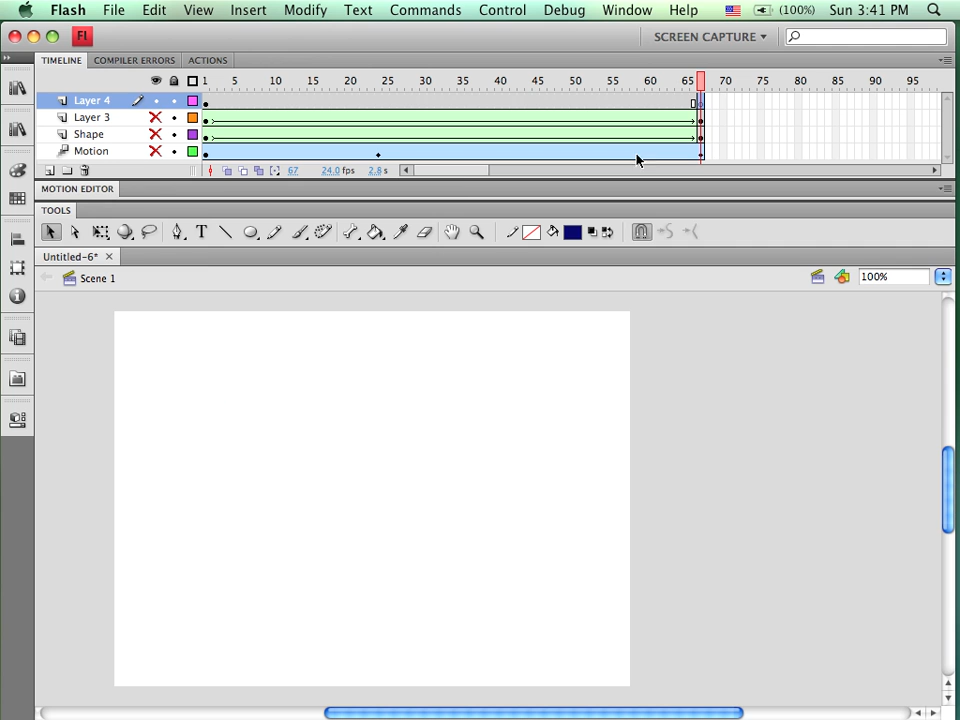 Flash File Edit View Insert Modify Text Commands Control Debug Window Help (100%) Sun 3:41 PM
Fl SCREEN CAPTURE
TIMELINE COMPILER ERRORS ACTIONS
1 5 10 15 20 25 30 35 40 45 50 55 60 65 70 75 80 85 90 95
Layer 4
Layer 3
Shape
Motion
67 24.0 fps 2.8 s
MOTION EDITOR
TOOLS
T
Untitled-6*
Scene 1 100%